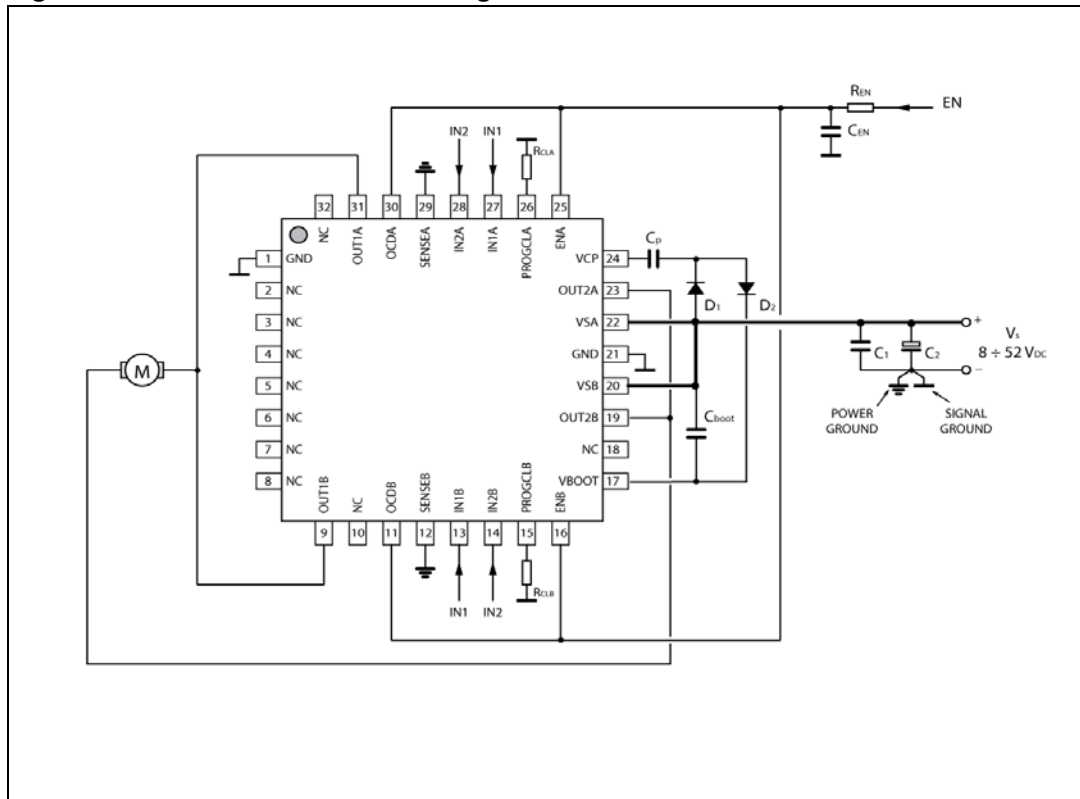 REN
EN
CEN
IN2
IN1
RCLA
32
31
30
29
28
27
26
25
NC
OUT1A
OCDA
SENSEA
IN2A
IN1A
PROGCLA
ENA
1 GND
2 NC
3 NC
4 NC
5 NC
6 NC
7 NC
8 NC
VCP 24
OUT2A 23
VSA 22
GND 21
VSB 20
OUT2B 19
NC 18
VBOOT 17
Cp
D1
D2
C1
C2
+
Vs
8 ÷ 52 VDC
−
POWER
GROUND
SIGNAL
GROUND
Cboot
M
OUT1B
NC
OCDB
SENSEB
IN1B
IN2B
PROGCLB
ENB
9
10
11
12
13
14
15
16
RCLB
IN1
IN2